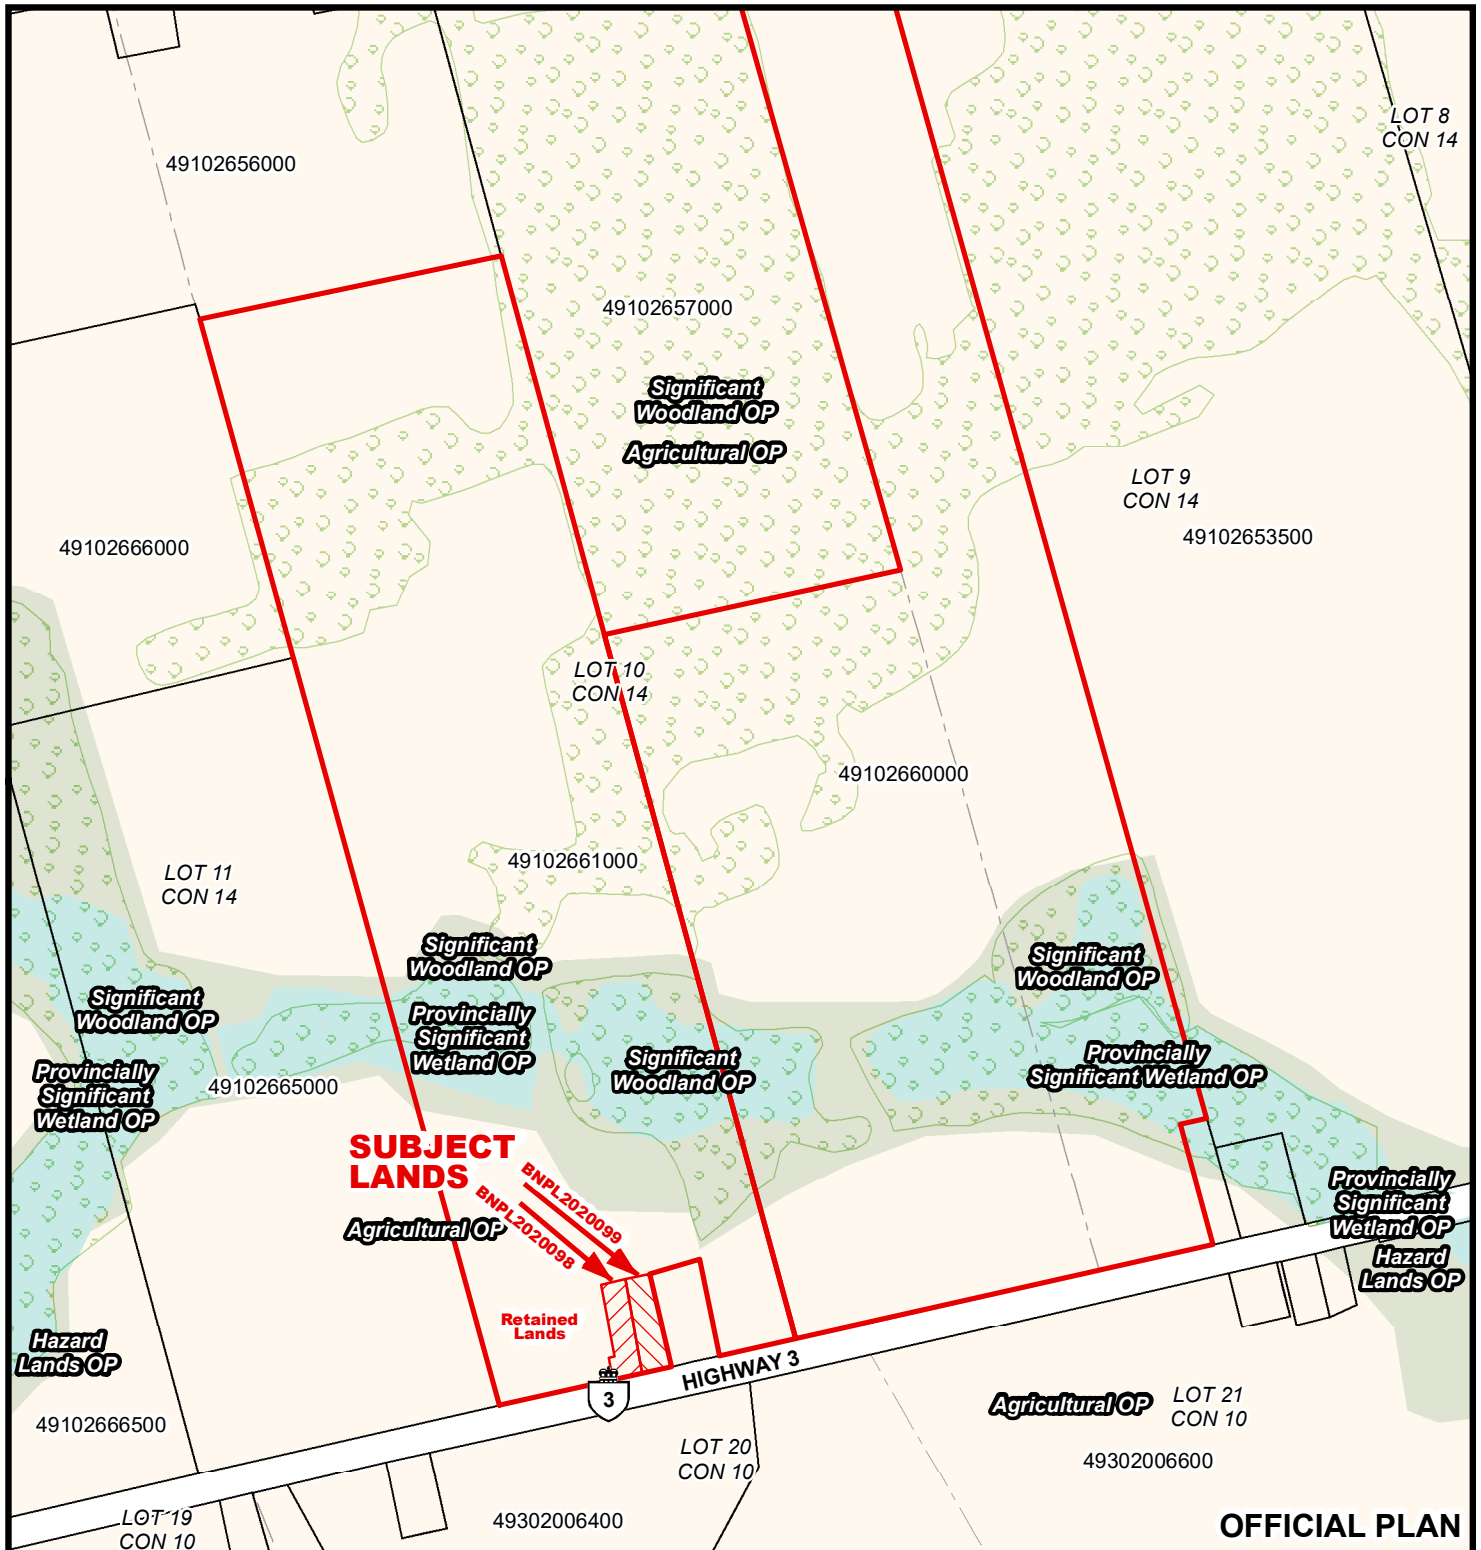 LOT 8
CON 14
49102656000
49102657000
Significant
Woodland OP
Agricultural OP
LOT 9
CON 14
49102653500
49102666000
LOT 10
CON 14
49102660000
49102661000
LOT 11
CON 14
Significant
Woodland OP
Provincially
Significant
Wetland OP
Significant
Woodland OP
Significant
Woodland OP
Provincially
Significant
Wetland OP
49102665000
Significant
Woodland OP
Provincially
Significant Wetland OP
SUBJECT
LANDS
BNPL2020099
BNPL2020098
Agricultural OP
Provincially
Significant
Wetland OP
Hazard
Lands OP
Retained
Lands
Hazard
Lands OP
HIGHWAY 3
3
49102666500
Agricultural OP
LOT 21
CON 10
LOT 20
CON 10
49302006600
LOT 19
CON 10
49302006400
OFFICIAL PLAN